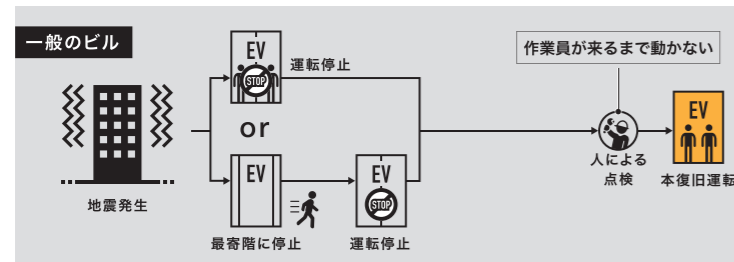 一般のビル
地震発生
EV
STOP
運転停止
or
EV
最寄階に停止
EV
STOP
運転停止
作業員が来るまで動かない
人による
点検
EV
本復旧運転